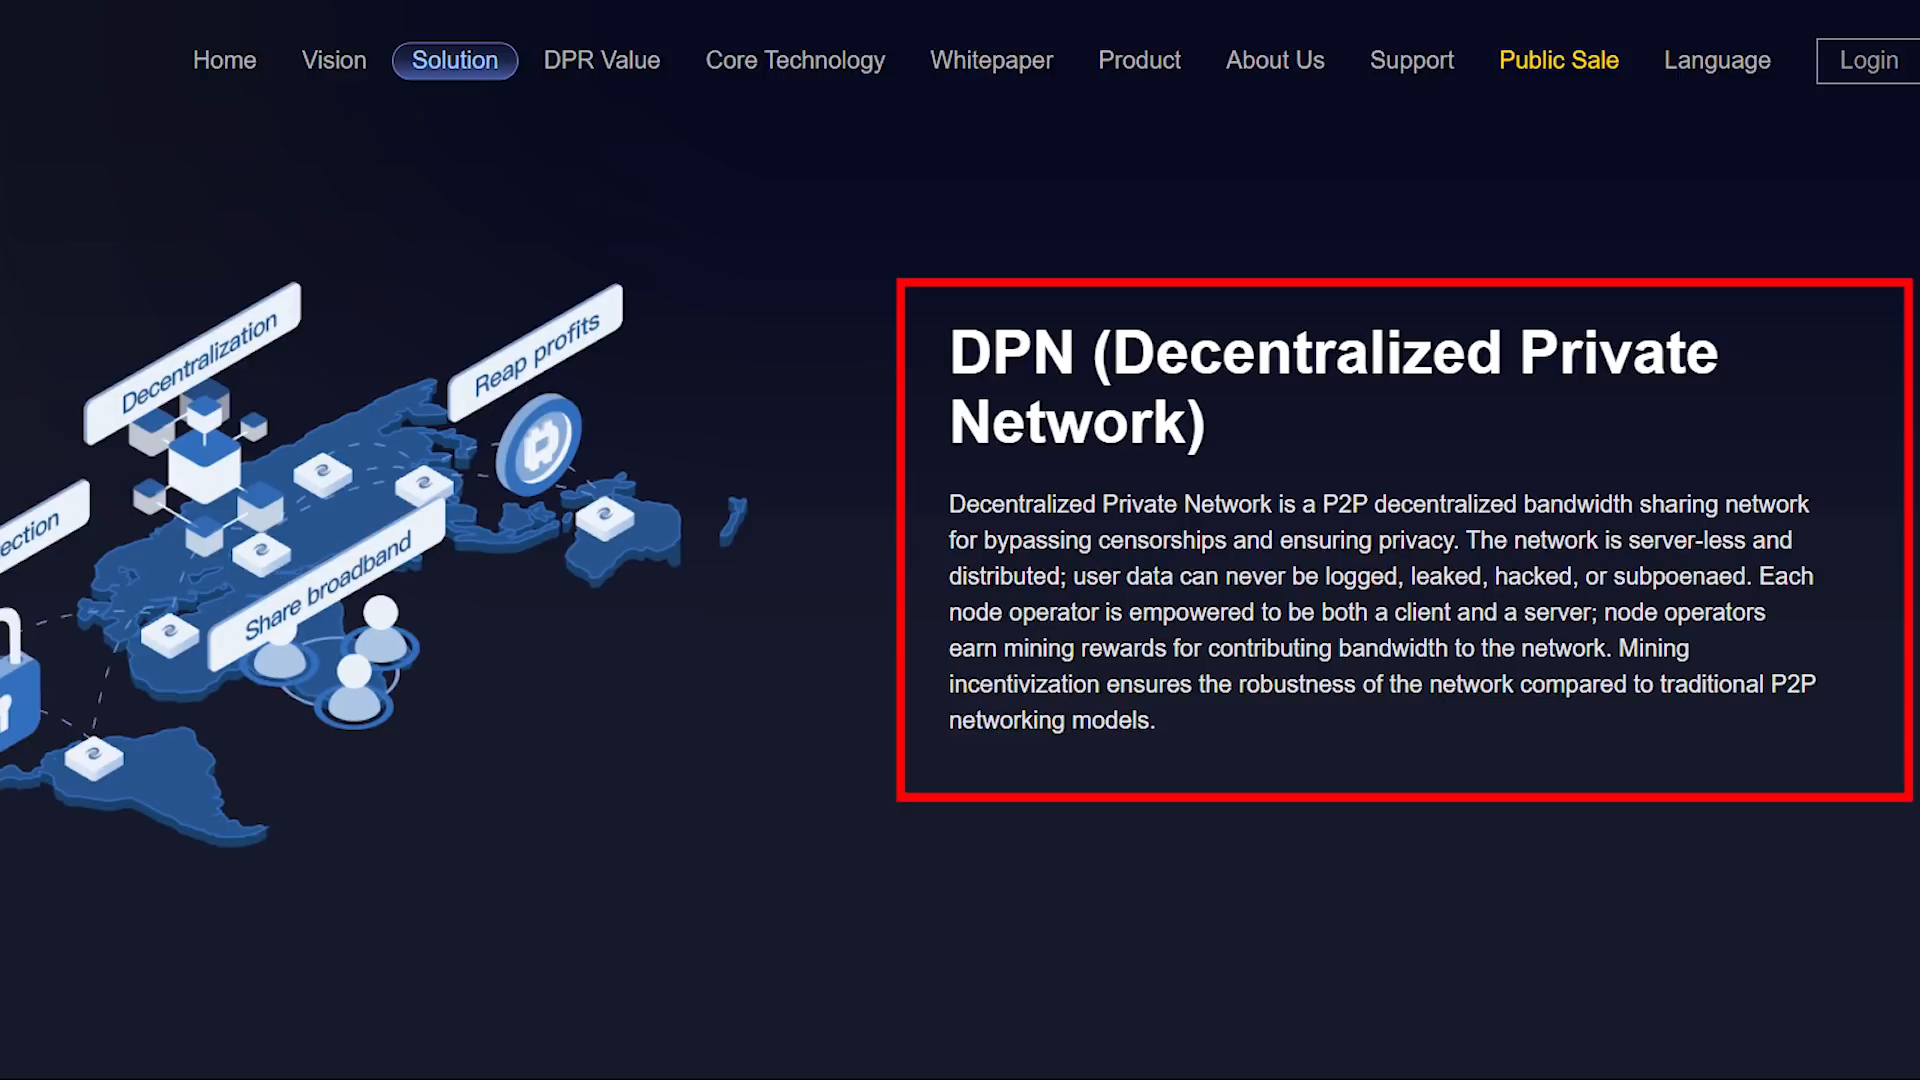 Home Vision Solution DPR Value Core Technology Whitepaper Product About Us Support Public Sale Language Login
Decentralization
Reap profits
ection
Share broadband
DPN (Decentralized Private
Network)
Decentralized Private Network is a P2P decentralized bandwidth sharing network
for bypassing censorships and ensuring privacy. The network is server-less and
distributed; user data can never be logged, leaked, hacked, or subpoenaed. Each
node operator is empowered to be both a client and a server; node operators
earn mining rewards for contributing bandwidth to the network. Mining
incentivization ensures the robustness of the network compared to traditional P2P
networking models.